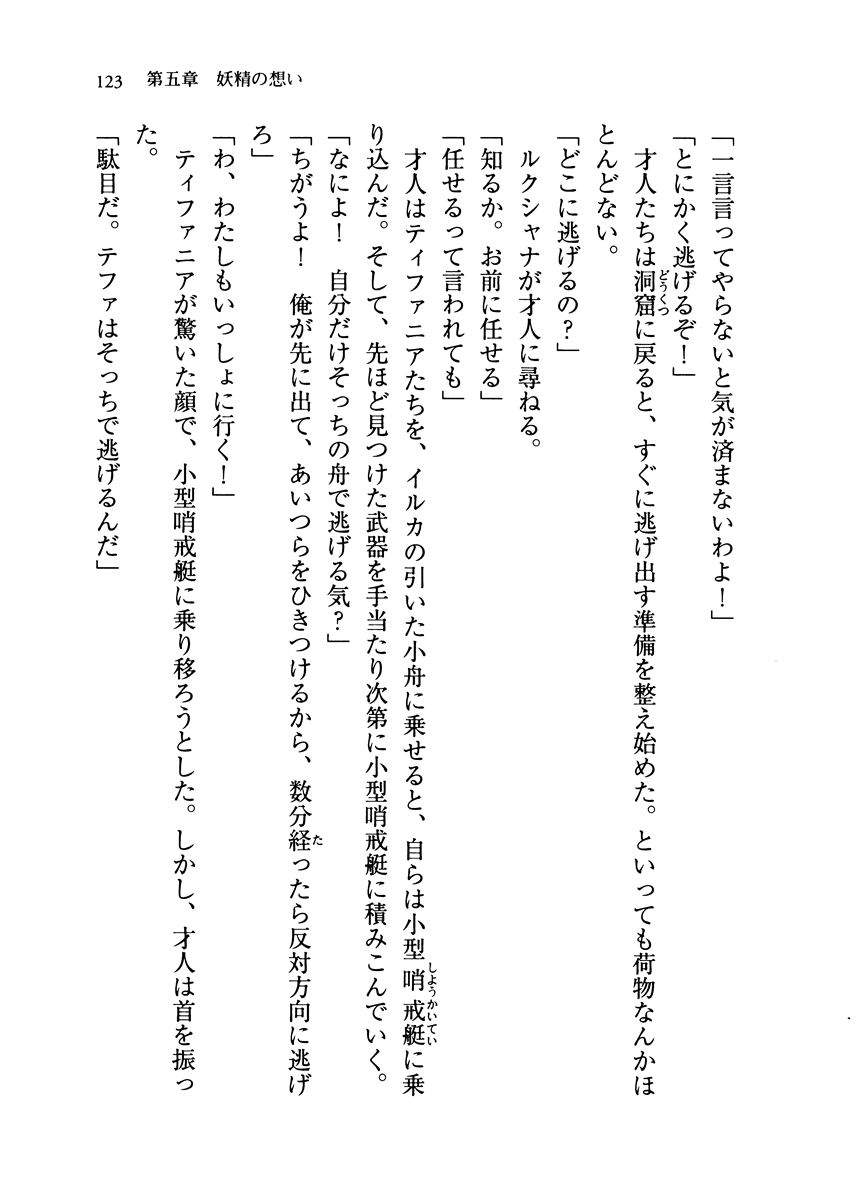 123　第五章　妖精の想い
「一言言ってやらないと気が済まないわよ！」
「とにかく逃げるぞ！」
　才人たちは洞窟に戻ると、すぐに逃げ出す準備を整え始めた。といっても荷物なんかほ
とんどない。
「どこに逃げるの？」
　ルクシャナが才人に尋ねる。
「知るか。お前に任せる」
「任せるって言われても」
　才人はティファニアたちを、イルカの引いた小舟に乗せると、自らは小型哨戒艇に乗
り込んだ。そして、先ほど見つけた武器を手当たり次第に小型哨戒艇に積みこんでいく。
「なによ！　自分だけそっちの舟で逃げる気？」
「ちがうよ！　俺が先に出て、あいつらをひきつけるから、数分経ったら反対方向に逃げ
ろ」
「わ、わたしもいっしょに行く！」
　ティファニアが驚いた顔で、小型哨戒艇に乗り移ろうとした。しかし、才人は首を振っ
た。
「駄目だ。テファはそっちで逃げるんだ」